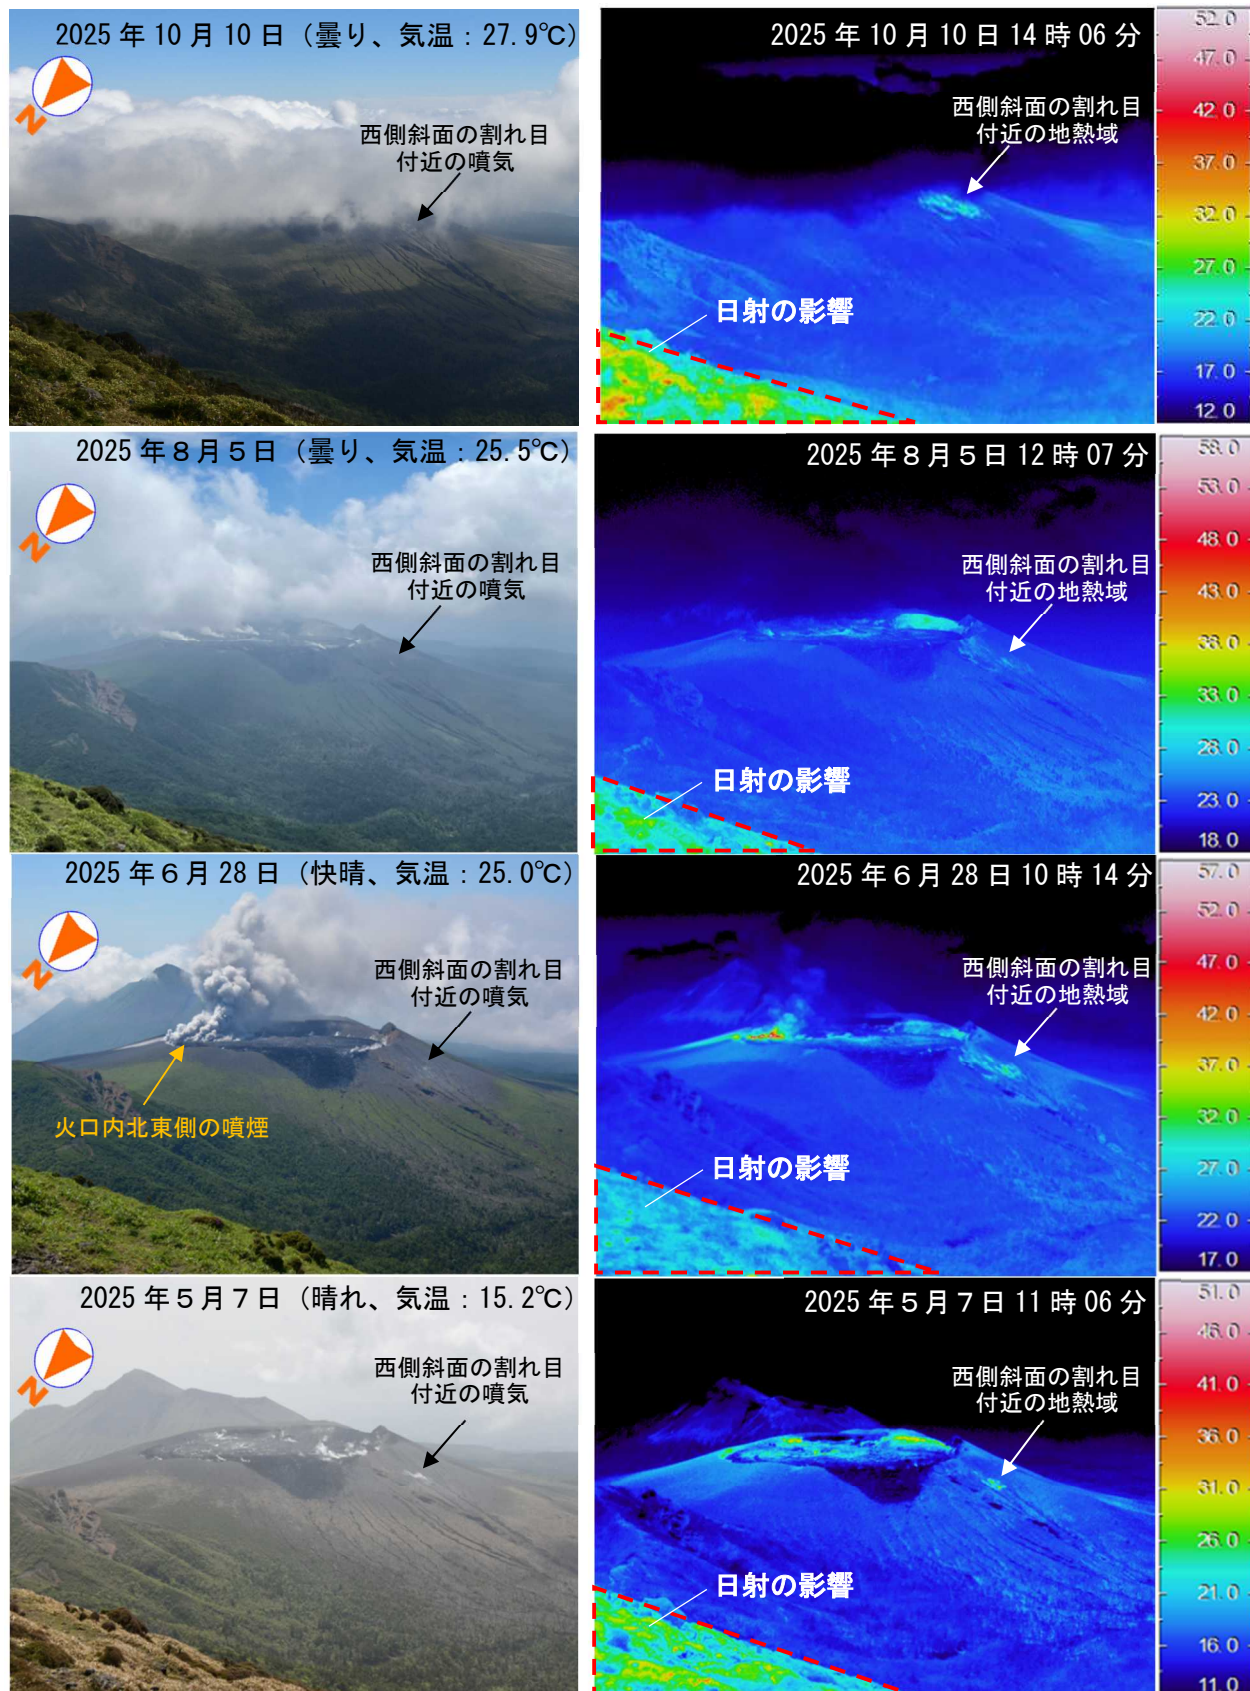 2025年10月10日（曇り、気温：27.9℃）
N
西側斜面の割れ目
付近の噴気
2025年10月10日14時06分
西側斜面の割れ目
付近の地熱域
日射の影響
52.0
47.0
42.0
37.0
32.0
27.0
22.0
17.0
12.0
2025年８月５日（曇り、気温：25.5℃）
N
西側斜面の割れ目
付近の噴気
2025年８月５日12時07分
西側斜面の割れ目
付近の地熱域
日射の影響
58.0
53.0
48.0
43.0
38.0
33.0
28.0
23.0
18.0
2025年６月28日（快晴、気温：25.0℃）
N
西側斜面の割れ目
付近の噴気
火口内北東側の噴煙
2025年６月28日10時14分
西側斜面の割れ目
付近の地熱域
日射の影響
57.0
52.0
47.0
42.0
37.0
32.0
27.0
22.0
17.0
2025年５月７日（晴れ、気温：15.2℃）
N
西側斜面の割れ目
付近の噴気
2025年５月７日11時06分
西側斜面の割れ目
付近の地熱域
日射の影響
51.0
46.0
41.0
36.0
31.0
26.0
21.0
16.0
11.0